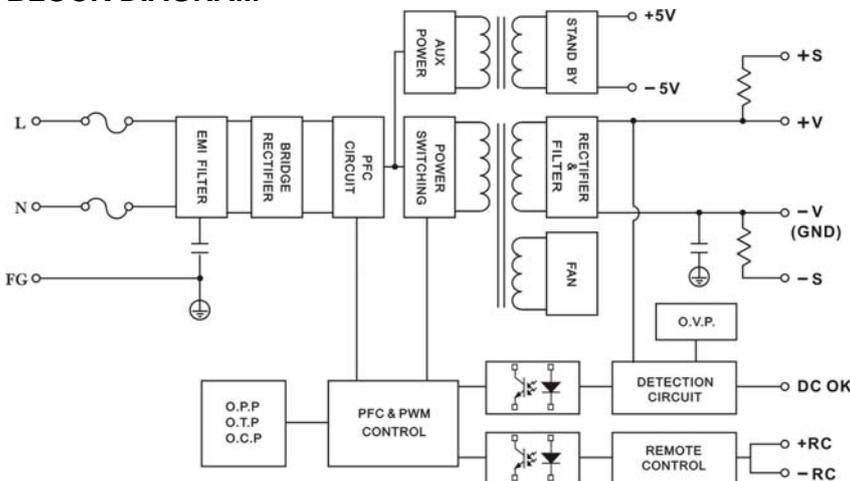 BLOCK DIAGRAM
AUX
POWER
STAND BY
+5V
– 5V
+S
L
EMI FILTER
BRIDGE
RECTIFIER
PFC
CIRCUIT
POWER
SWITCHING
RECTIFIER
&
FILTER
+V
N
–V
(GND)
FG
FAN
–S
O.V.P.
O.P.P
O.T.P
O.C.P
PFC & PWM
CONTROL
DETECTION
CIRCUIT
DC OK
REMOTE
CONTROL
+RC
–RC